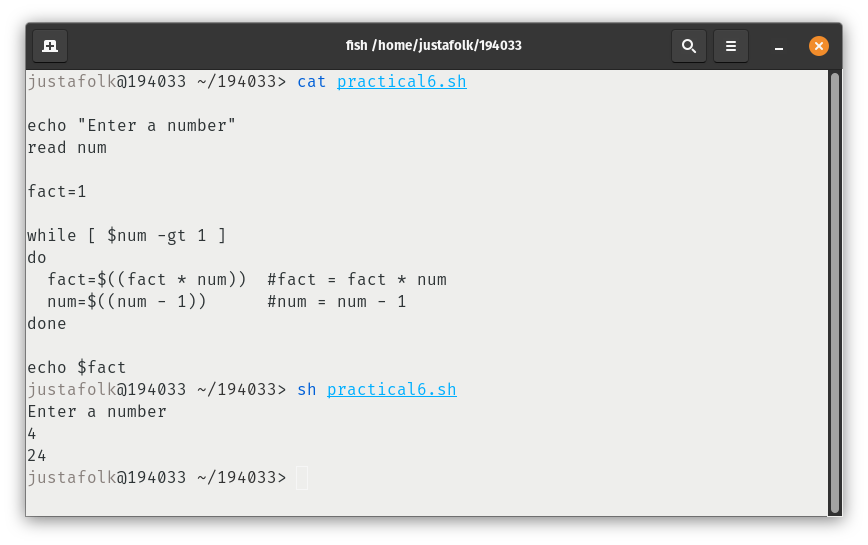 fish /home/justafolk/194033
justafolk@194033 ~/194033> cat practical6.sh
echo "Enter a number"
read num
fact=1
while [ $num -gt 1 ]
do
  fact=$((fact * num))  #fact = fact * num
  num=$((num - 1))      #num = num - 1
done
echo $fact
justafolk@194033 ~/194033> sh practical6.sh
Enter a number
4
24
justafolk@194033 ~/194033>